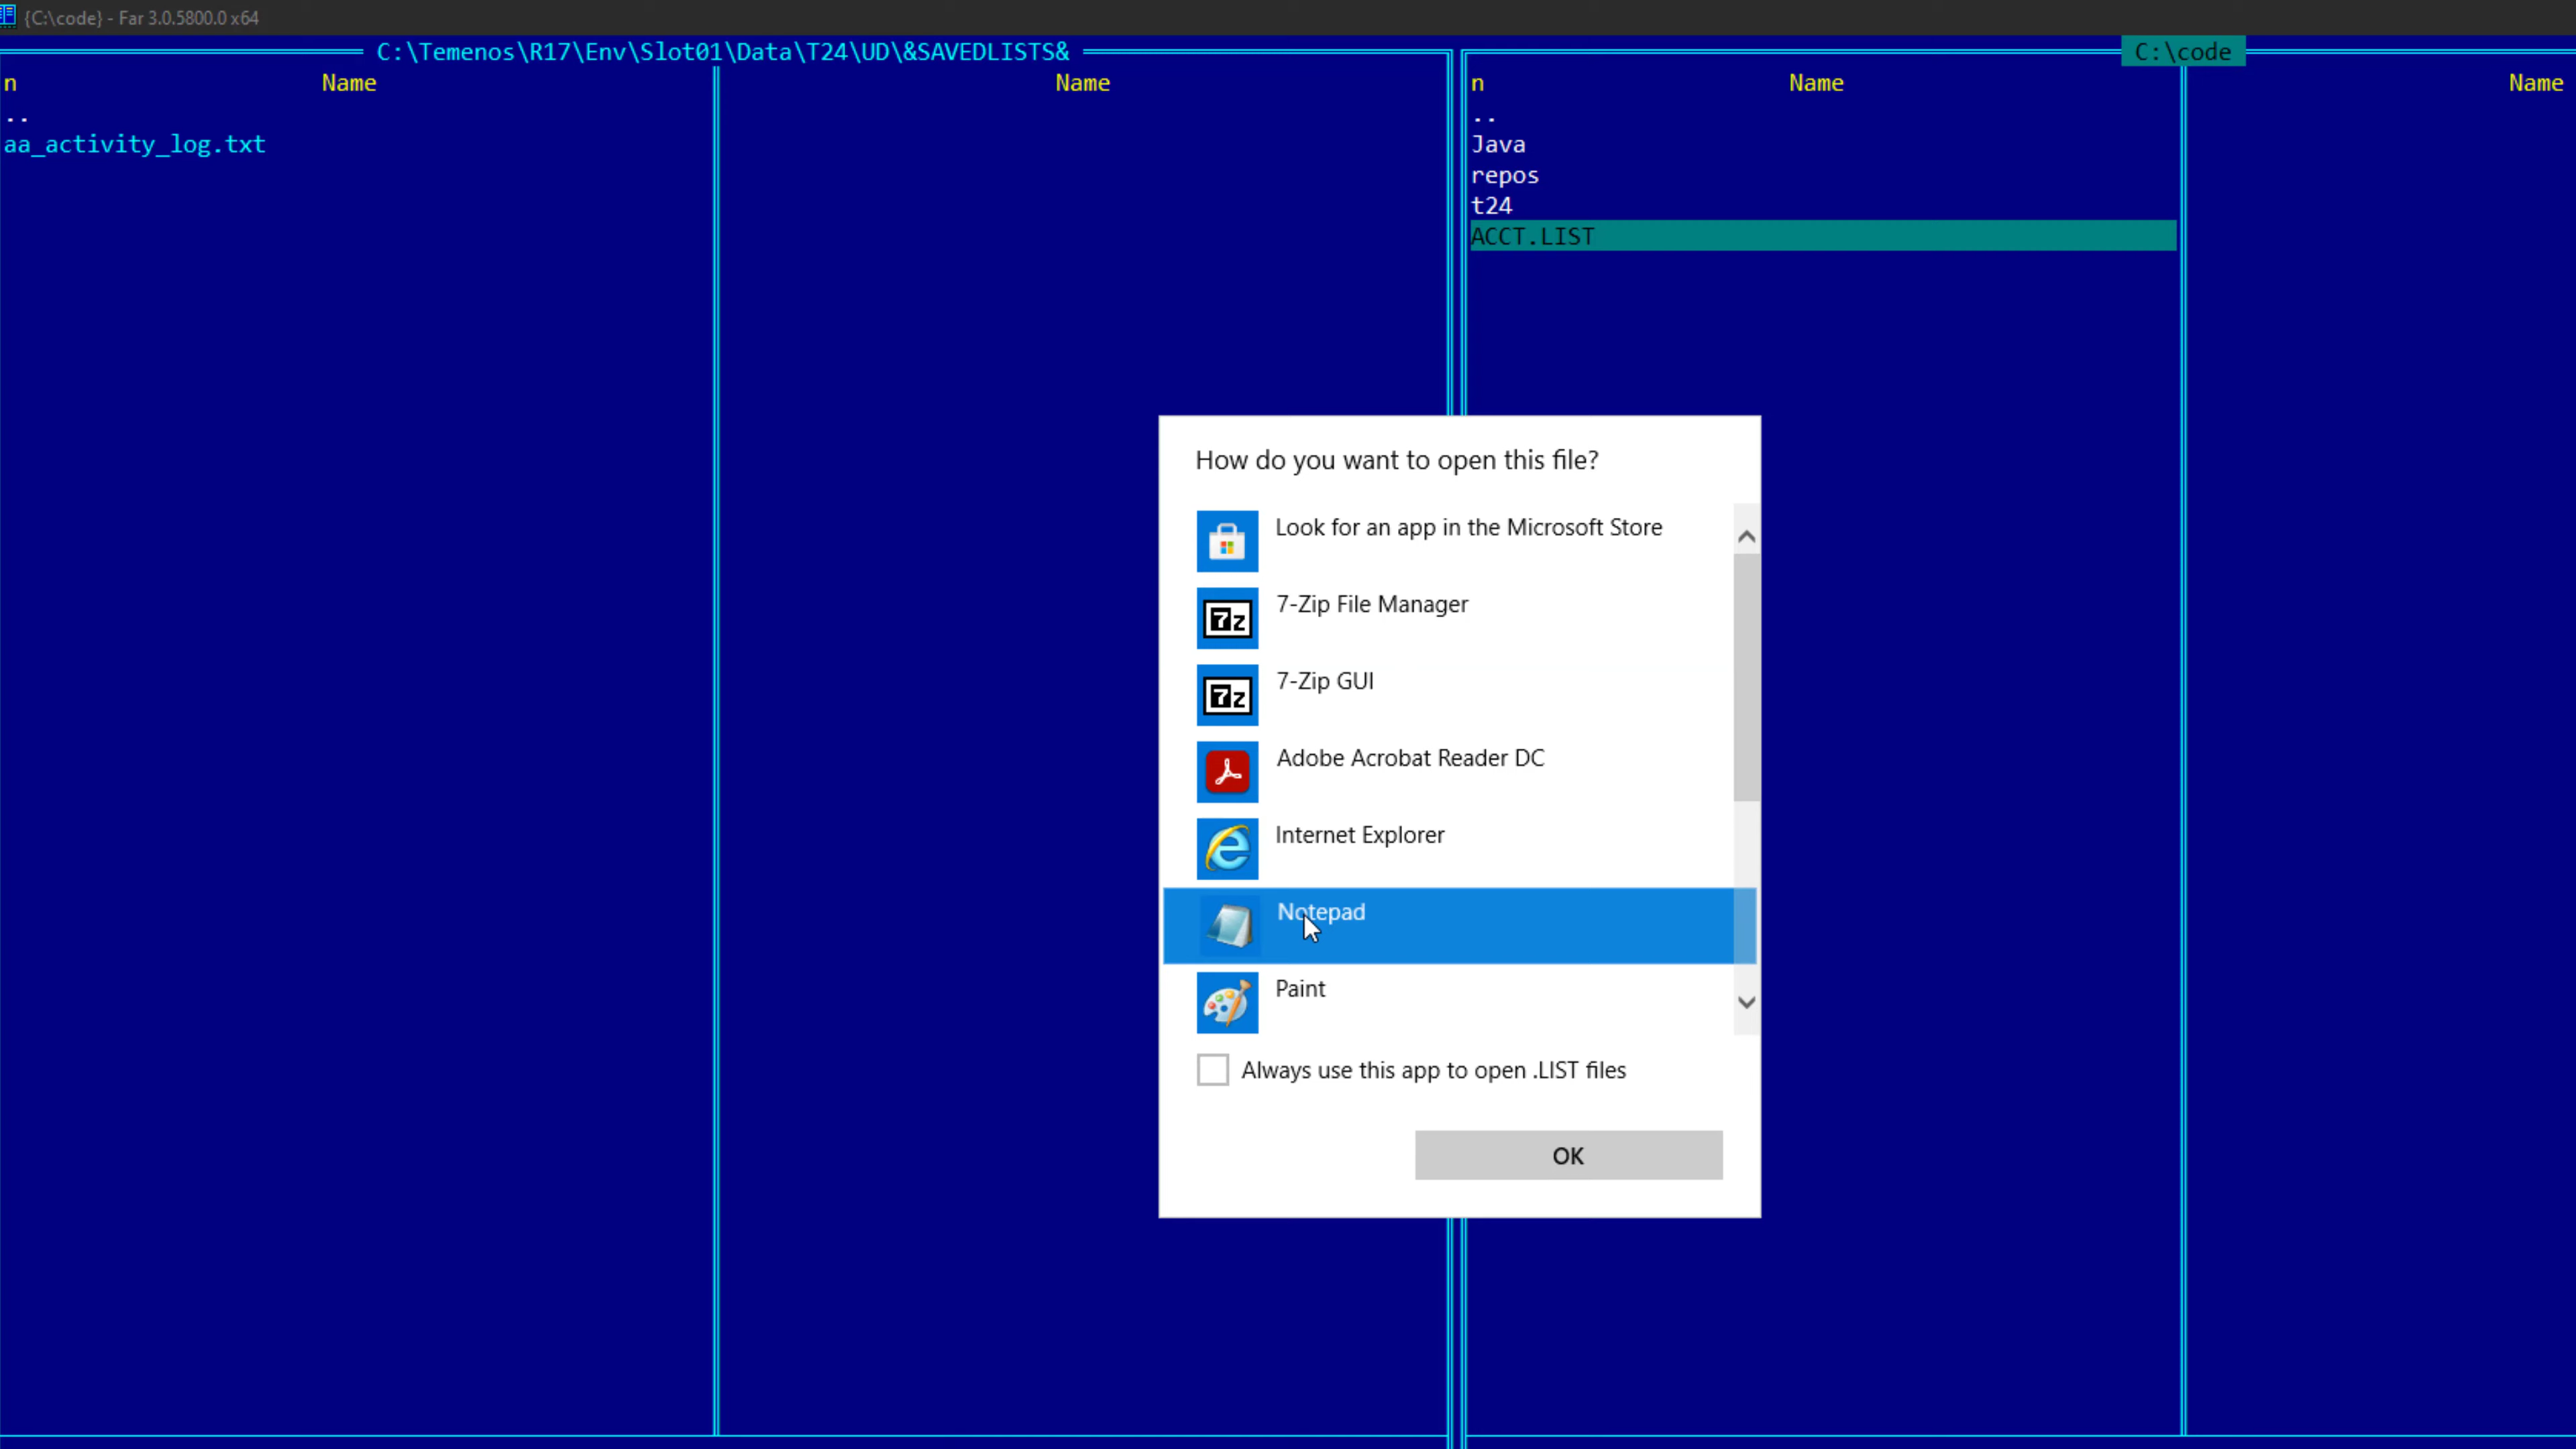 {C:\code} - Far 3.0.5800.0 x64
C:\Temenos\R17\Env\Slot01\Data\T24\UD\&SAVEDLISTS&
C:\code
n Name Name n Name Name
..
aa_activity_log.txt
..
Java
repos
t24
ACCT.LIST
How do you want to open this file?
Look for an app in the Microsoft Store
7z 7-Zip File Manager
7z 7-Zip GUI
Adobe Acrobat Reader DC
Internet Explorer
Notepad
Paint
Always use this app to open .LIST files
OK